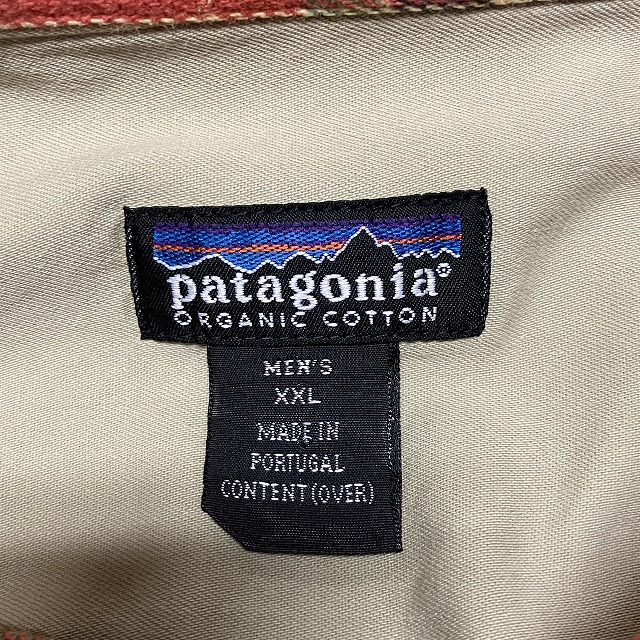 patagonia®
ORGANIC COTTON
MEN'S
XXL
MADE IN
PORTUGAL
CONTENT (OVER)